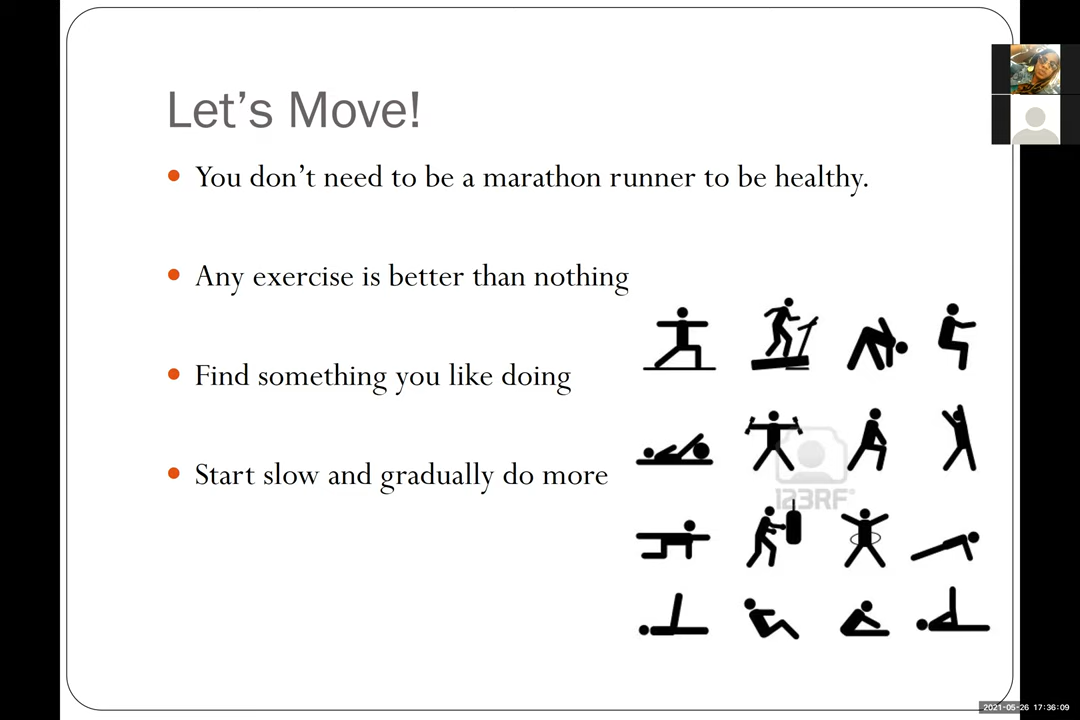 Let's Move!
You don't need to be a marathon runner to be healthy.
Any exercise is better than nothing
Find something you like doing
Start slow and gradually do more
123RF®
2021-05-26 17:36:09